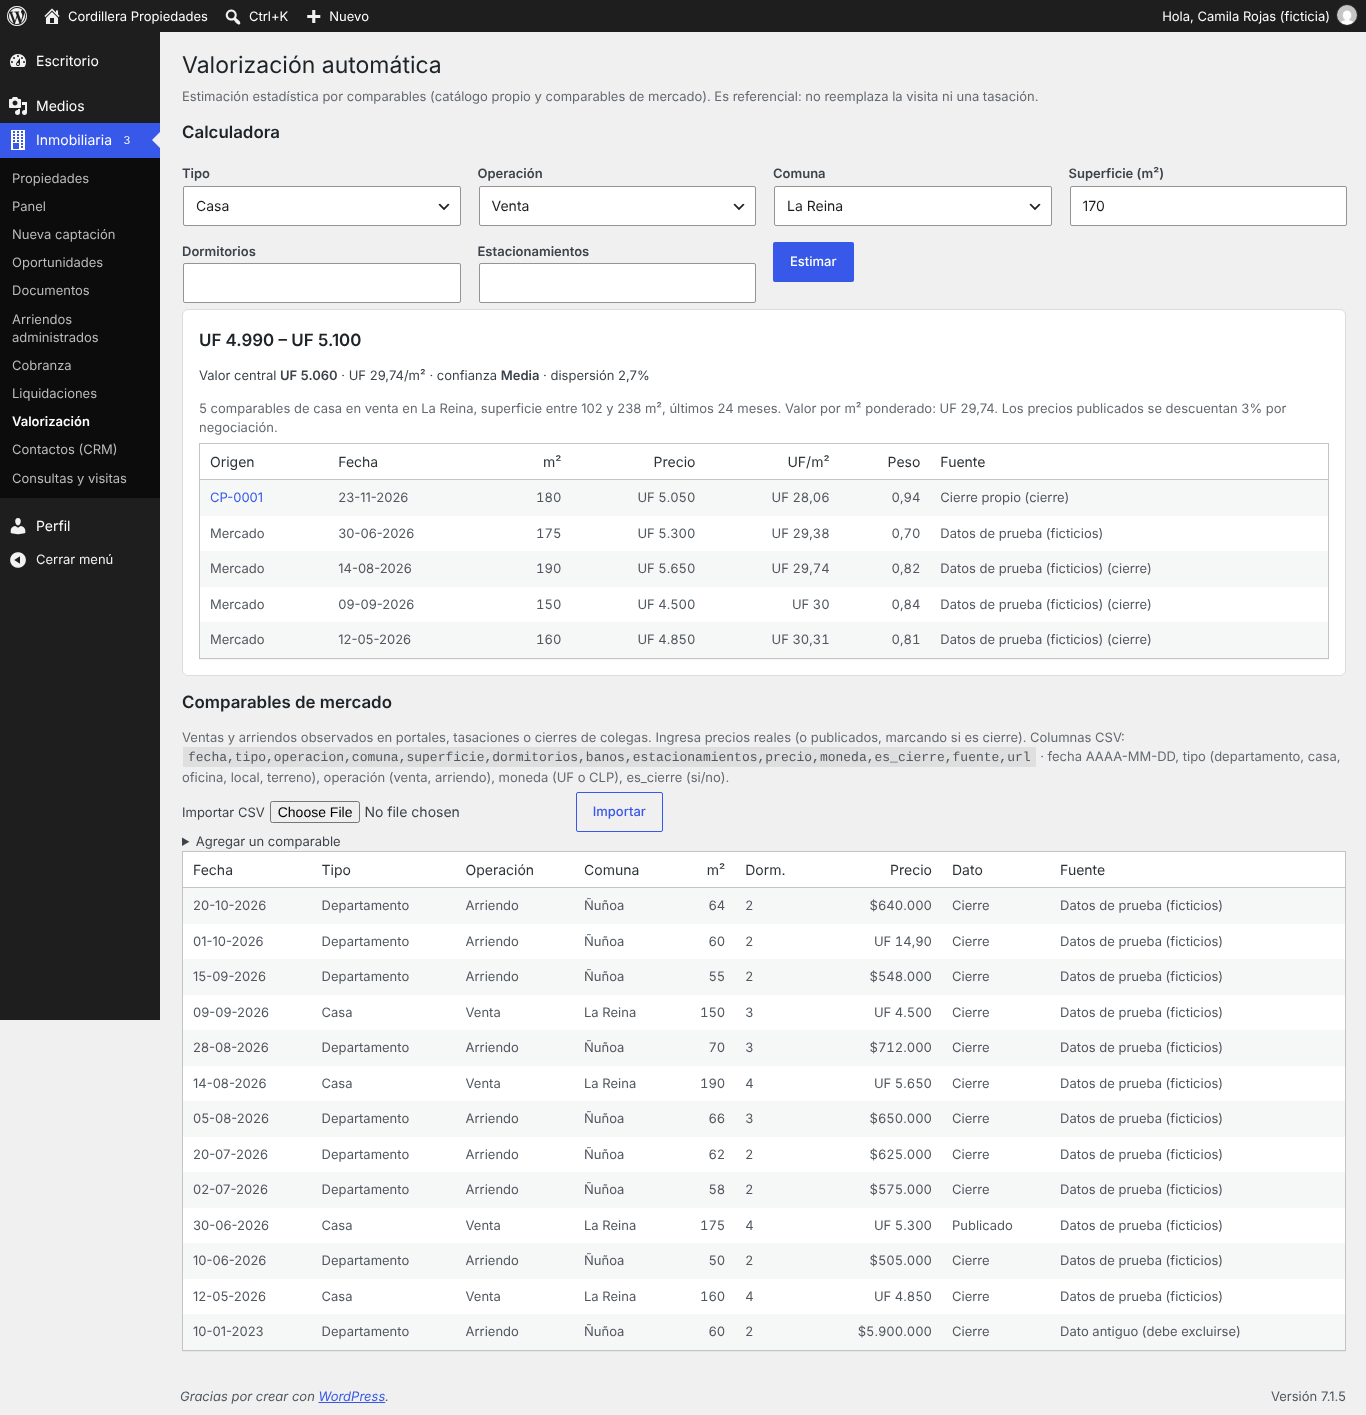 Cordillera Propiedades Ctrl+K Nuevo Hola, Camila Rojas (ficticia)
Escritorio
Medios
Inmobiliaria 3
Propiedades
Panel
Nueva captación
Oportunidades
Documentos
Arriendos
administrados
Cobranza
Liquidaciones
Valorización
Contactos (CRM)
Consultas y visitas
Perfil
Cerrar menú
Valorización automática
Estimación estadística por comparables (catálogo propio y comparables de mercado). Es referencial: no reemplaza la visita ni una tasación.
Calculadora
Tipo Operación Comuna Superficie (m²)
Casa Venta La Reina 170
Dormitorios Estacionamientos
Estimar
UF 4.990 – UF 5.100
Valor central UF 5.060 · UF 29,74/m² · confianza Media · dispersión 2,7%
5 comparables de casa en venta en La Reina, superficie entre 102 y 238 m², últimos 24 meses. Valor por m² ponderado: UF 29,74. Los precios publicados se descuentan 3% por
negociación.
Origen Fecha m² Precio UF/m² Peso Fuente
CP-0001 23-11-2026 180 UF 5.050 UF 28,06 0,94 Cierre propio (cierre)
Mercado 30-06-2026 175 UF 5.300 UF 29,38 0,70 Datos de prueba (ficticios)
Mercado 14-08-2026 190 UF 5.650 UF 29,74 0,82 Datos de prueba (ficticios) (cierre)
Mercado 09-09-2026 150 UF 4.500 UF 30 0,84 Datos de prueba (ficticios) (cierre)
Mercado 12-05-2026 160 UF 4.850 UF 30,31 0,81 Datos de prueba (ficticios) (cierre)
Comparables de mercado
Ventas y arriendos observados en portales, tasaciones o cierres de colegas. Ingresa precios reales (o publicados, marcando si es cierre). Columnas CSV:
fecha,tipo,operacion,comuna,superficie,dormitorios,banos,estacionamientos,precio,moneda,es_cierre,fuente,url · fecha AAAA-MM-DD, tipo (departamento, casa,
oficina, local, terreno), operación (venta, arriendo), moneda (UF o CLP), es_cierre (si/no).
Importar CSV Choose File No file chosen Importar
Agregar un comparable
Fecha Tipo Operación Comuna m² Dorm. Precio Dato Fuente
20-10-2026 Departamento Arriendo Ñuñoa 64 2 $640.000 Cierre Datos de prueba (ficticios)
01-10-2026 Departamento Arriendo Ñuñoa 60 2 UF 14,90 Cierre Datos de prueba (ficticios)
15-09-2026 Departamento Arriendo Ñuñoa 55 2 $548.000 Cierre Datos de prueba (ficticios)
09-09-2026 Casa Venta La Reina 150 3 UF 4.500 Cierre Datos de prueba (ficticios)
28-08-2026 Departamento Arriendo Ñuñoa 70 3 $712.000 Cierre Datos de prueba (ficticios)
14-08-2026 Casa Venta La Reina 190 4 UF 5.650 Cierre Datos de prueba (ficticios)
05-08-2026 Departamento Arriendo Ñuñoa 66 3 $650.000 Cierre Datos de prueba (ficticios)
20-07-2026 Departamento Arriendo Ñuñoa 62 2 $625.000 Cierre Datos de prueba (ficticios)
02-07-2026 Departamento Arriendo Ñuñoa 58 2 $575.000 Cierre Datos de prueba (ficticios)
30-06-2026 Casa Venta La Reina 175 4 UF 5.300 Publicado Datos de prueba (ficticios)
10-06-2026 Departamento Arriendo Ñuñoa 50 2 $505.000 Cierre Datos de prueba (ficticios)
12-05-2026 Casa Venta La Reina 160 4 UF 4.850 Cierre Datos de prueba (ficticios)
10-01-2023 Departamento Arriendo Ñuñoa 60 2 $5.900.000 Cierre Dato antiguo (debe excluirse)
Gracias por crear con WordPress. Versión 7.1.5